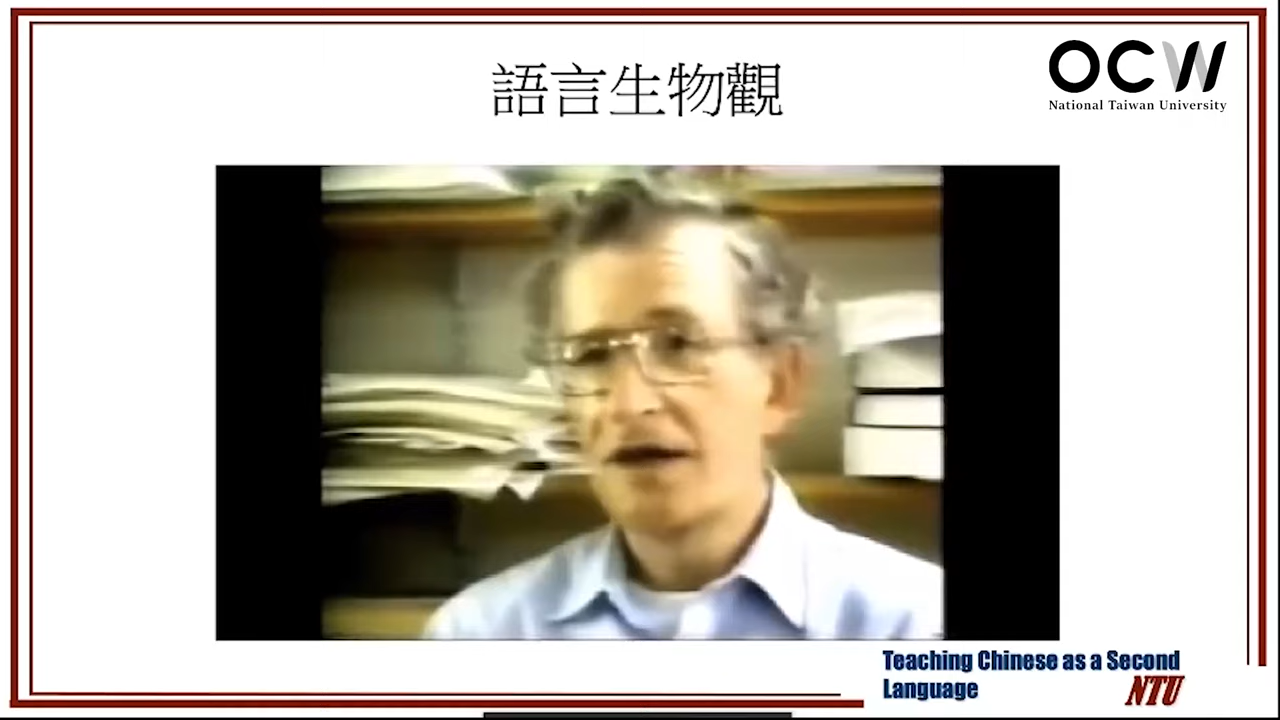 語言生物觀
OCW
National Taiwan University
Teaching Chinese as a Second
Language
NTU